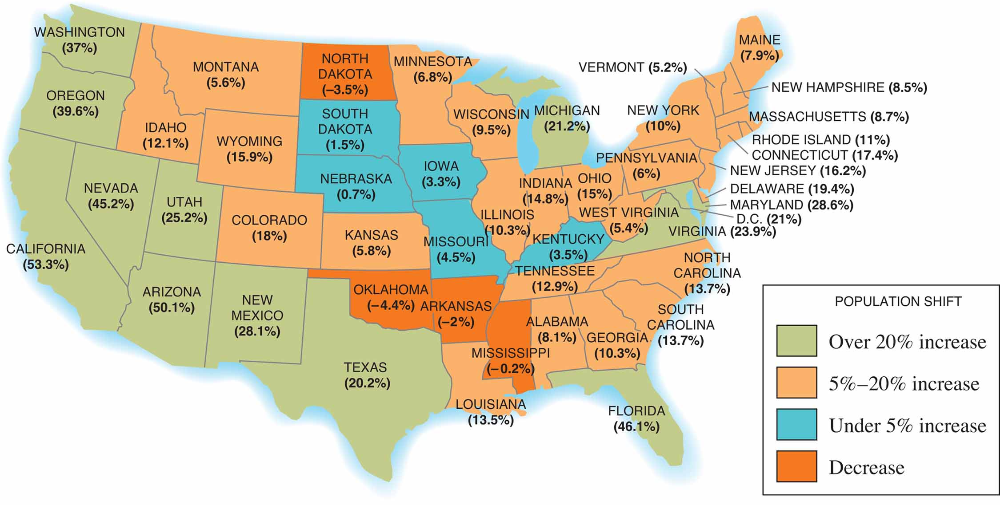 WASHINGTON
(37%)
OREGON
(39.6%)
CALIFORNIA
(53.3%)
NEVADA
(45.2%)
IDAHO
(12.1%)
MONTANA
(5.6%)
WYOMING
(15.9%)
UTAH
(25.2%)
COLORADO
(18%)
ARIZONA
(50.1%)
NEW
MEXICO
(28.1%)
NORTH
DAKOTA
(–3.5%)
SOUTH
DAKOTA
(1.5%)
NEBRASKA
(0.7%)
KANSAS
(5.8%)
OKLAHOMA
(–4.4%)
TEXAS
(20.2%)
MINNESOTA
(6.8%)
IOWA
(3.3%)
MISSOURI
(4.5%)
ARKANSAS
(–2%)
LOUISIANA
(13.5%)
WISCONSIN
(9.5%)
ILLINOIS
(10.3%)
MICHIGAN
(21.2%)
INDIANA
(14.8%)
OHIO
(15%)
KENTUCKY
(3.5%)
TENNESSEE
(12.9%)
MISSISSIPPI
(–0.2%)
ALABAMA
(8.1%)
GEORGIA
(10.3%)
FLORIDA
(46.1%)
SOUTH
CAROLINA
(13.7%)
NORTH
CAROLINA
(13.7%)
WEST VIRGINIA
(5.4%)
VIRGINIA (23.9%)
D.C. (21%)
MARYLAND (28.6%)
DELAWARE (19.4%)
NEW JERSEY (16.2%)
PENNSYLVANIA
(6%)
NEW YORK
(10%)
CONNECTICUT (17.4%)
RHODE ISLAND (11%)
MASSACHUSETTS (8.7%)
NEW HAMPSHIRE (8.5%)
VERMONT (5.2%)
MAINE
(7.9%)
POPULATION SHIFT
Over 20% increase
5%–20% increase
Under 5% increase
Decrease